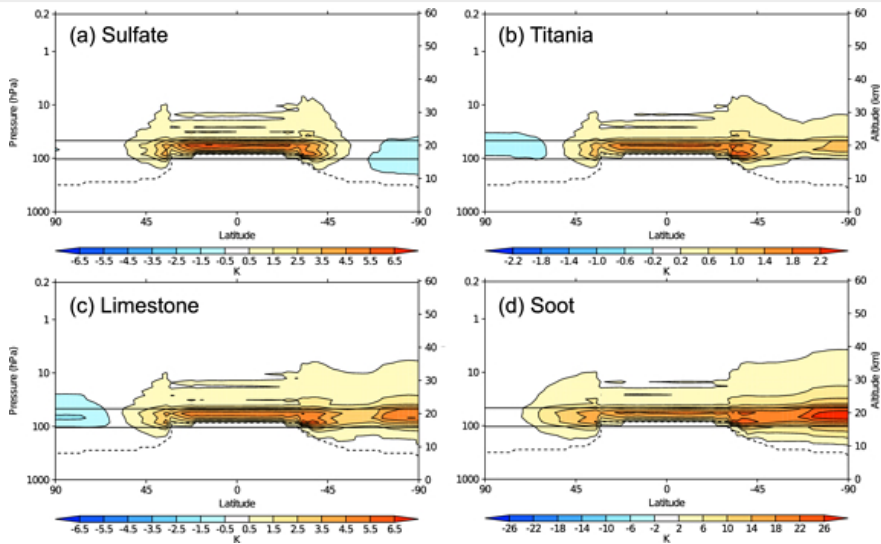 (a) Sulfate
0.2
1
10
100
1000
Pressure (hPa)
60
50
40
30
20
10
0
90 45 0 -45 -90
Latitude
-6.5 -5.5 -4.5 -3.5 -2.5 -1.5 -0.5 0.5 1.5 2.5 3.5 4.5 5.5 6.5
K
(b) Titania
0.2
1
10
100
1000
60
50
40
30
20
10
0
Altitude (km)
90 45 0 -45 -90
Latitude
-2.2 -1.8 -1.4 -1.0 -0.6 -0.2 0.2 0.6 1.0 1.4 1.8 2.2
K
(c) Limestone
0.2
1
10
100
1000
Pressure (hPa)
60
50
40
30
20
10
0
90 45 0 -45 -90
Latitude
-6.5 -5.5 -4.5 -3.5 -2.5 -1.5 -0.5 0.5 1.5 2.5 3.5 4.5 5.5 6.5
K
(d) Soot
0.2
1
10
100
1000
60
50
40
30
20
10
0
Altitude (km)
90 45 0 -45 -90
Latitude
-26 -22 -18 -14 -10 -6 -2 2 6 10 14 18 22 26
K